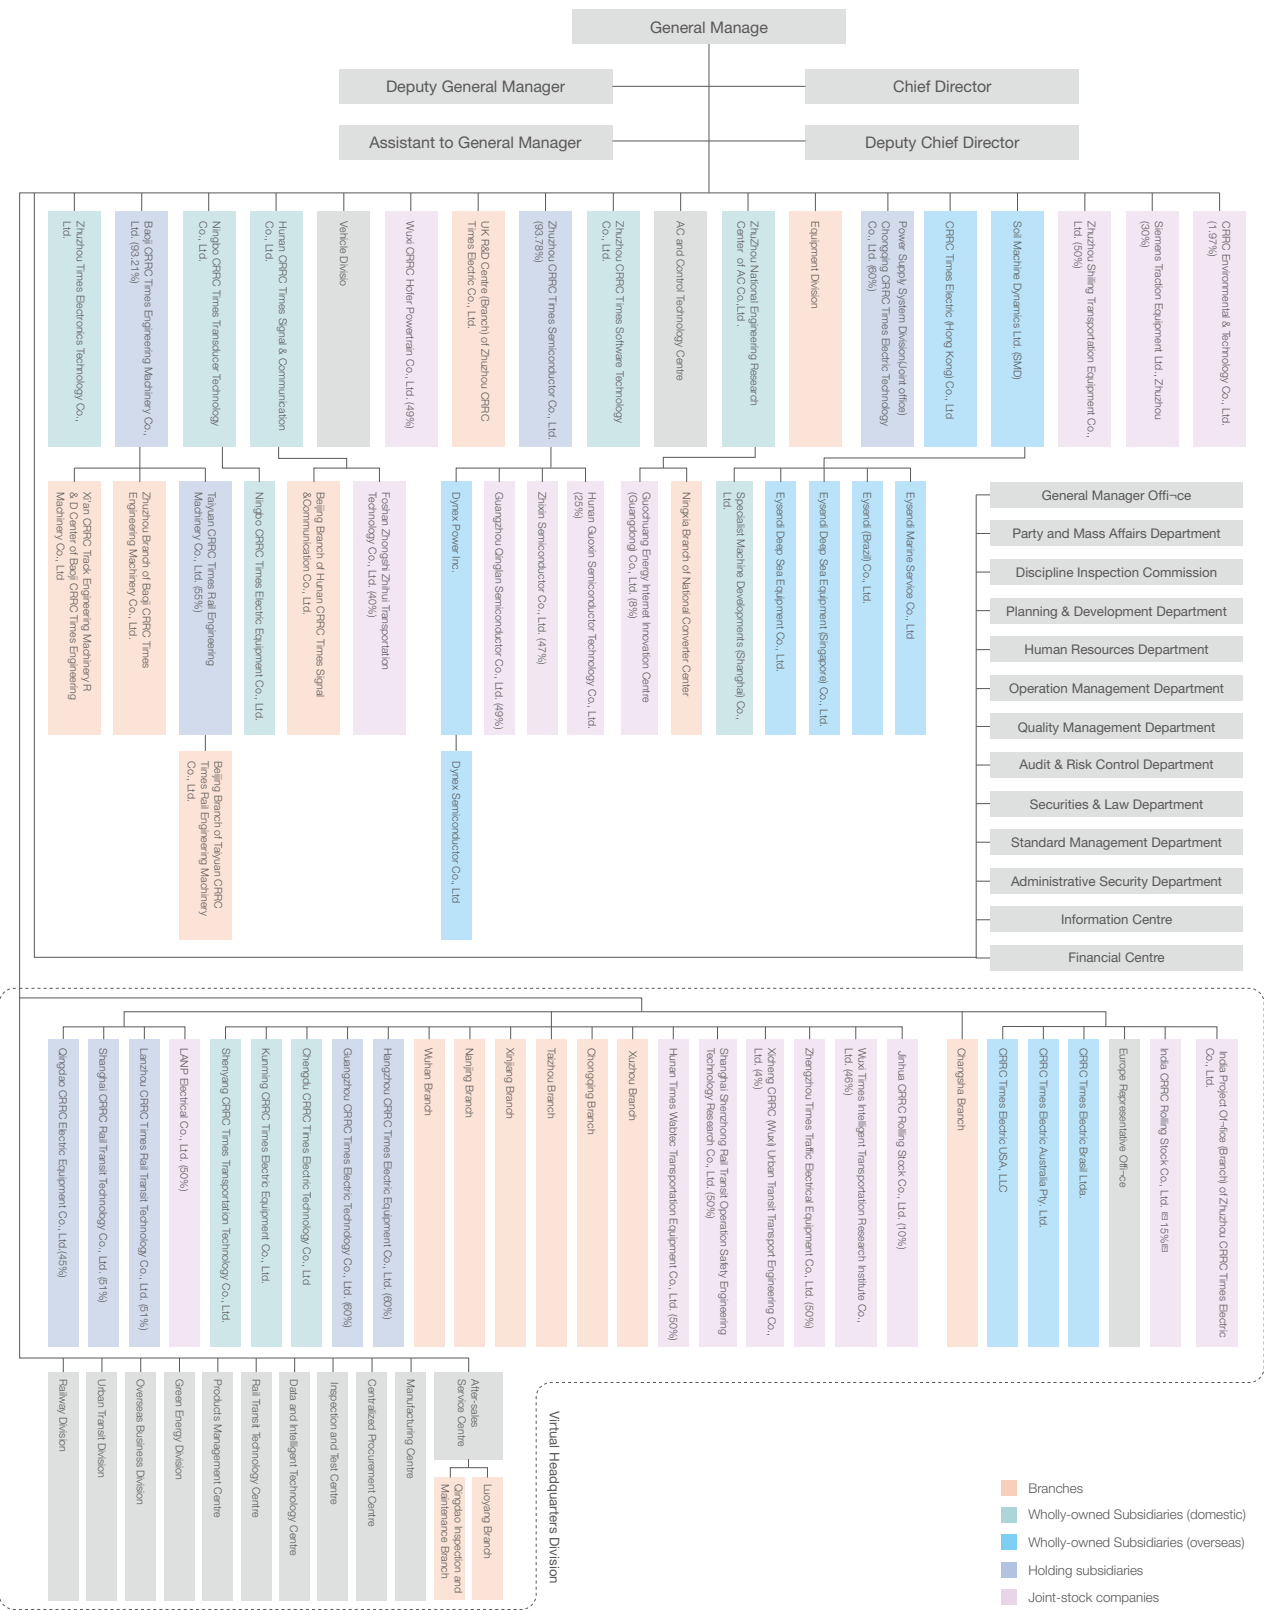 General Manage
Deputy General Manager
Chief Director
Assistant to General Manager
Deputy Chief Director
Zhuzhou Times Electronics Technology Co.,
Ltd.
Baoji CRRC Times Engineering Machinery Co.,
Ltd. (93.21%)
Ningbo CRRC Times Transducer Technology
Co., Ltd.
Hunan CRRC Times Signal & Communication
Co., Ltd.
Vehicle Divisio
Wuxi CRRC Hofer Powertrain Co., Ltd. (49%)
UK R&D Centre (Branch) of Zhuzhou CRRC
Times Electric Co., Ltd.
Zhuzhou CRRC Times Semiconductor Co., Ltd.
(93.78%)
Zhuzhou CRRC Times Software Technology
Co., Ltd.
AC and Control Technology Centre
ZhuZhou National Engineering Research
Center of AC Co.,Ltd .
Equipment Division
Power Supply System Division(Joint office)
Chongqing CRRC Times Electric Technology
Co., Ltd. (60%)
CRRC Times Electric (Hong Kong) Co., Ltd
Soil Machine Dynamics Ltd. (SMD)
Zhuzhou Shiling Transportation Equipment Co.,
Ltd. (50%)
Siemens Traction Equipment Ltd., Zhuzhou
(30%)
CRRC Environmental & Technology Co., Ltd.
(1.97%)
Xi'an CRRC Track Engineering Machinery R
& D Center of Baoji CRRC Times Engineering
Machinery Co., Ltd
Zhuzhou Branch of Baoji CRRC Times
Engineering Machinery Co., Ltd.
Taiyuan CRRC Times Rail Engineering
Machinery Co., Ltd. (55%)
Ningbo CRRC Times Electric Equipment Co., Ltd.
Beijing Branch of Hunan CRRC Times Signal
&Communication Co., Ltd.
Foshan Zhongshi Zhihui Transportation
Technology Co., Ltd. (40%)
Dynex Power Inc.
Guangzhou Qinglan Semiconductor Co., Ltd. (49%)
Zhixin Semiconductor Co., Ltd. (47%)
Hunan Guoxin Semiconductor Technology Co., Ltd.
(25%)
Guochuang Energy Internet Innovation Centre
(Guangdong) Co., Ltd. (8%)
Ningxia Branch of National Converter Center
Specialist Machine Developments (Shanghai) Co.,
Ltd.
Eysendi Deep Sea Equipment Co., Ltd.
Eysendi Deep Sea Equipment (Singapore) Co., Ltd.
Eysendi (Brazil) Co., Ltd.
Eysendi Marine Service Co., Ltd
Beijing Branch of Taiyuan CRRC
Times Rail Engineering Machinery
Co., Ltd.
Dynex Semiconductor Co., Ltd
General Manager Offi¬ce
Party and Mass Affairs Department
Discipline Inspection Commission
Planning & Development Department
Human Resources Department
Operation Management Department
Quality Management Department
Audit & Risk Control Department
Securities & Law Department
Standard Management Department
Administrative Security Department
Information Centre
Financial Centre
Qingdao CRRC Electric Equipment Co., Ltd.(45%)
Shanghai CRRC Rail Transit Technology Co., Ltd. (51%)
Lanzhou CRRC Times Rail Transit Technology Co., Ltd. (51%)
LANP Electrical Co., Ltd. (50%)
Shenyang CRRC Times Transportation Technology Co., Ltd.
Kunming CRRC Times Electric Equipment Co., Ltd.
Chengdu CRRC Times Electric Technology Co., Ltd
Guangzhou CRRC Times Electric Technology Co., Ltd. (60%)
Hangzhou CRRC Times Electric Equipment Co., Ltd. (60%)
Wuhan Branch
Nanjing Branch
Xinjiang Branch
Taizhou Branch
Chongqing Branch
Xuzhou Branch
Hunan Times Wabtec Transportation Equipment Co., Ltd. (50%)
Shanghai Shenzhong Rail Transit Operation Safety Engineering
Technology Research Co., Ltd. (50%)
Xicheng CRRC (Wuxi) Urban Transit Transport Engineering Co.,
Ltd. (4%)
Zhengzhou Times Traffic Electrical Equipment Co., Ltd. (50%)
Wuxi Times Intelligent Transportation Research Institute Co.,
Ltd. (46%)
Jinhua CRRC Rolling Stock Co., Ltd. (10%)
Changsha Branch
CRRC Times Electric USA, LLC
CRRC Times Electric Australia Pty. Ltd.
CRRC Times Electric Brasil Ltda.
Europe Representative Offi¬ce
India CRRC Rolling Stock Co., Ltd. 15%
India Project Of¬fice (Branch) of Zhuzhou CRRC Times Electric
Co., Ltd.
Railway Division
Urban Transit Division
Overseas Business Division
Green Energy Division
Products Management Centre
Rail Transit Technology Centre
Data and Intelligent Technology Centre
Inspection and Test Centre
Centralized Procurement Centre
Manufacturing Centre
After-sales
Service Centre
Qingdao Inspection and
Maintenance Branch
Luoyang Branch
Virtual Headquarters Division
Branches
Wholly-owned Subsidiaries (domestic)
Wholly-owned Subsidiaries (overseas)
Holding subsidiaries
Joint-stock companies